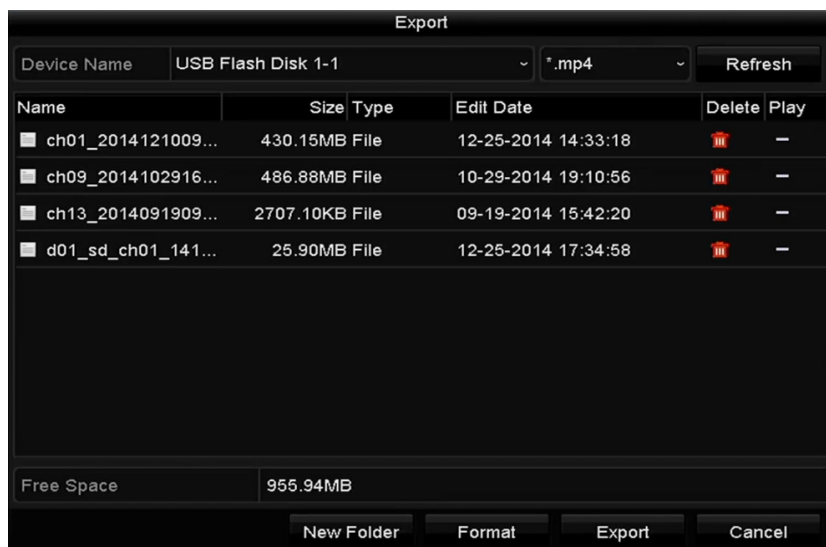 Export
Device Name USB Flash Disk 1-1 *.mp4 Refresh
Name Size Type Edit Date Delete Play
ch01_2014121009... 430.15MB File 12-25-2014 14:33:18 –
ch09_2014102916... 486.88MB File 10-29-2014 19:10:56 –
ch13_2014091909... 2707.10KB File 09-19-2014 15:42:20 –
d01_sd_ch01_141... 25.90MB File 12-25-2014 17:34:58 –
Free Space 955.94MB
New Folder Format Export Cancel